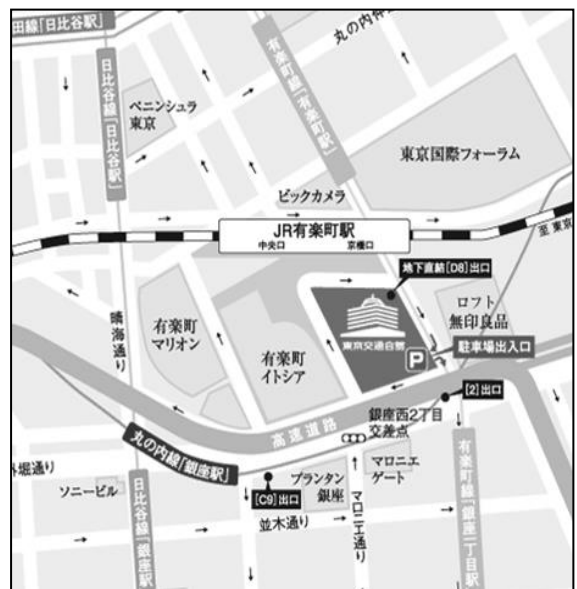 田線「日比谷駅」
日比谷線「日比谷駅」
有楽町線「有楽町駅」
ペニンシュラ
東京
東京国際フォーラム
ビックカメラ
JR有楽町駅
中央口
京橋口
至 東京
地下直結[D8]出口
ロフト
無印良品
晴海通り
有楽町
マリオン
有楽町
イトシア
東京交通会館
P
駐車場出入口
[2]出口
高速道路
銀座西2丁目
交差点
丸の内線「銀座駅」
外堀通り
ソニービル
日比谷線「銀座駅」
[C9]出口
プランタン
銀座
マロニエ
ゲート
並木通り
マロニエ通り
有楽町線「銀座一丁目駅」